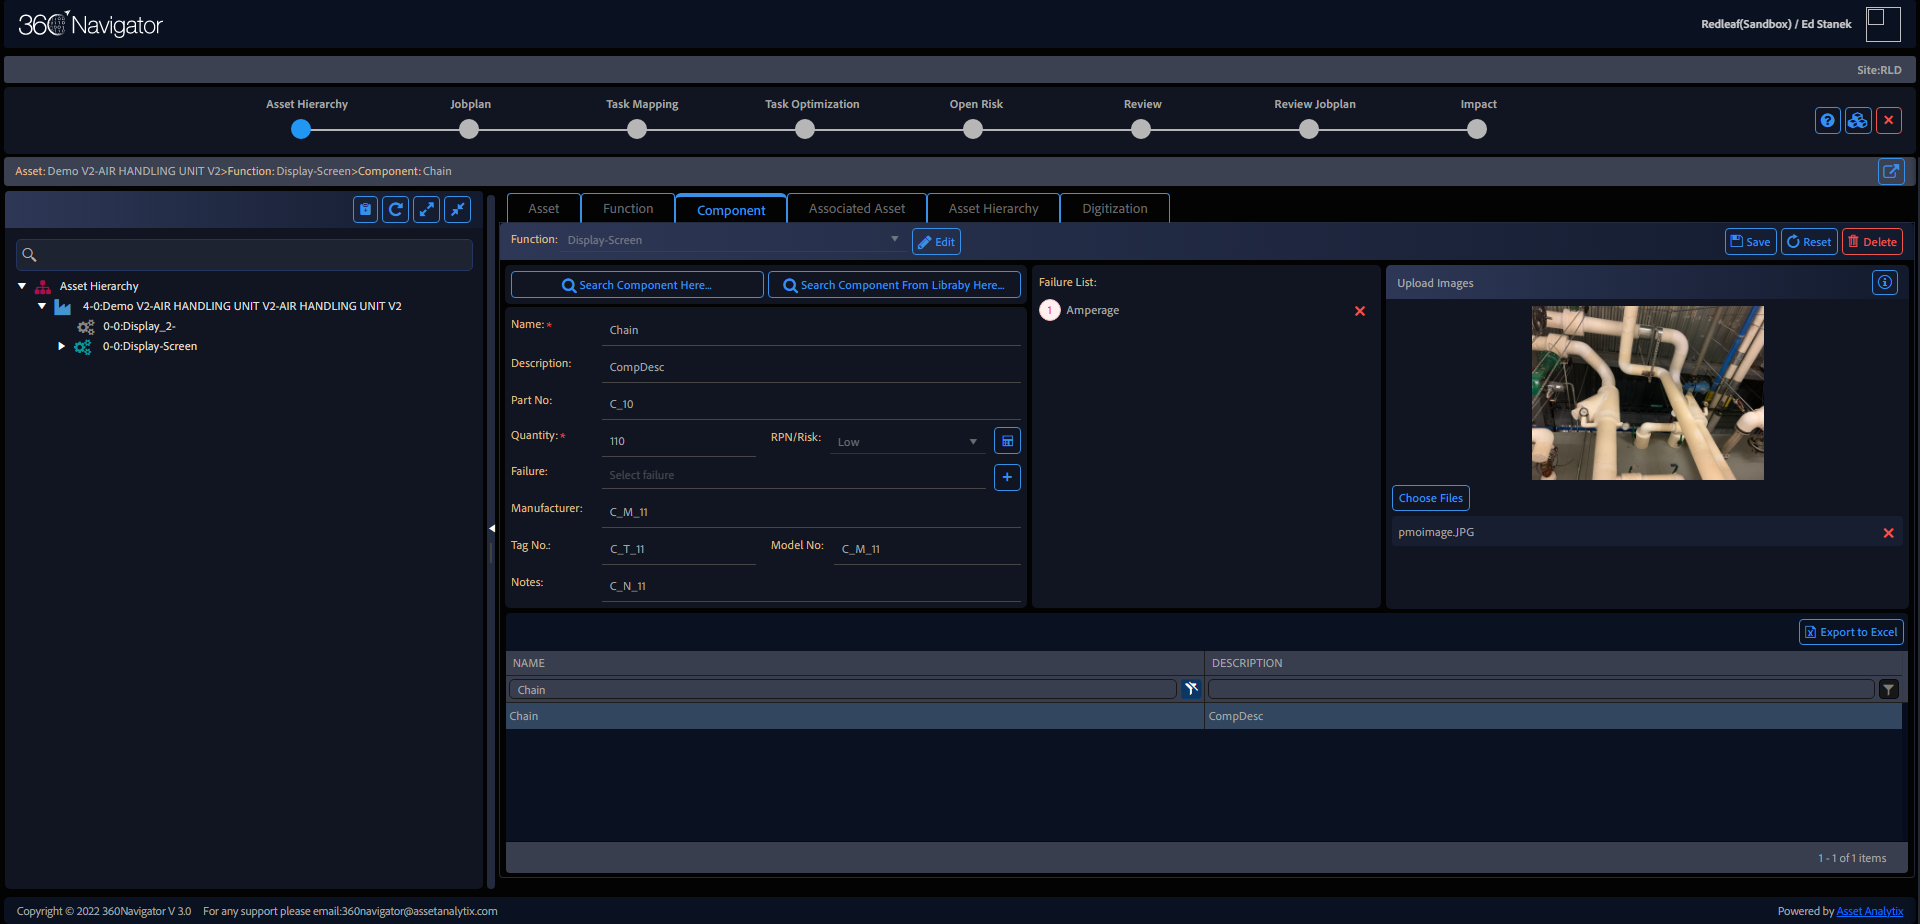 360 Navigator
Redleaf(Sandbox) / Ed Stanek
Site:RLD
Asset Hierarchy Jobplan Task Mapping Task Optimization Open Risk Review Review Jobplan Impact
Asset: Demo V2-AIR HANDLING UNIT V2>Function: Display-Screen>Component: Chain
Asset Function Component Associated Asset Asset Hierarchy Digitization
Function: Display-Screen Edit Save Reset Delete
Asset Hierarchy
4-0:Demo V2-AIR HANDLING UNIT V2-AIR HANDLING UNIT V2
0-0:Display_2-
0-0:Display-Screen
Search Component Here... Search Component From Libraby Here...
Name:* Chain
Description: CompDesc
Part No: C_10
Quantity:* 110 RPN/Risk: Low
Failure: Select failure
Manufacturer: C_M_11
Tag No.: C_T_11 Model No: C_M_11
Notes: C_N_11
Failure List:
1 Amperage
Upload Images
Choose Files
pmoimage.JPG
Export to Excel
NAME DESCRIPTION
Chain
Chain CompDesc
1 - 1 of 1 items
Copyright © 2022 360Navigator V 3.0 For any support please email:360navigator@assetanalytix.com
Powered by Asset Analytix